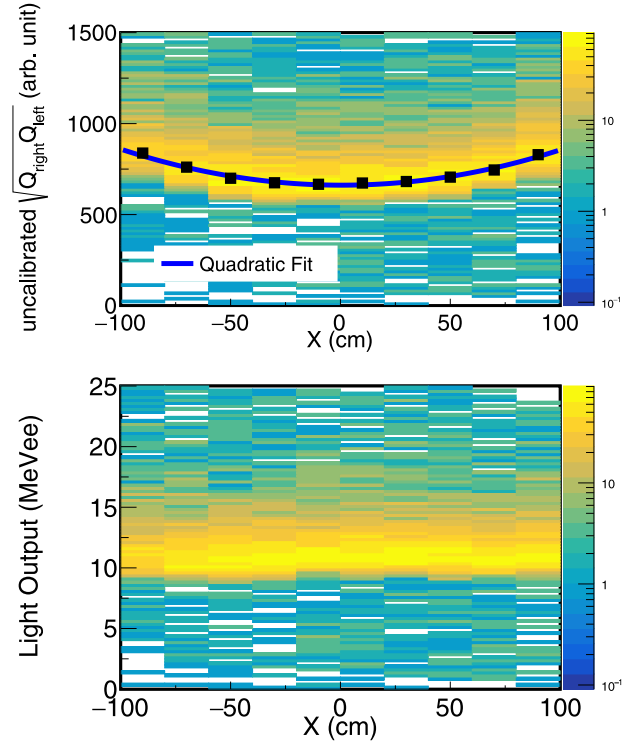 uncalibrated √Q_right Q_left (arb. unit)
1500
1000
500
0
Quadratic Fit
−100 −50 0 50 100
X (cm)
10
1
10⁻¹
Light Output (MeVee)
25
20
15
10
5
0
−100 −50 0 50 100
X (cm)
10
1
10⁻¹